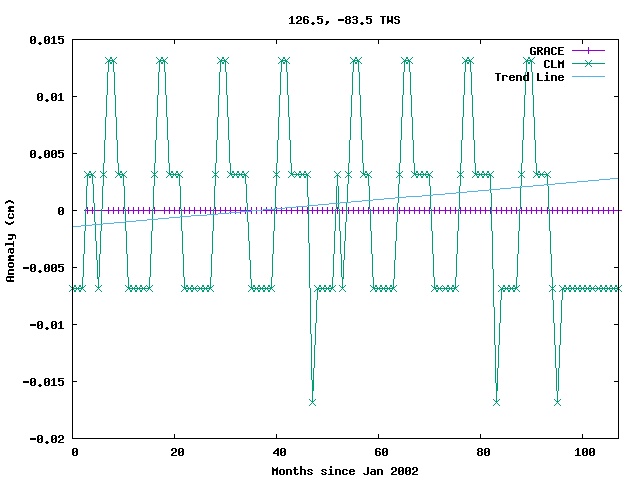 126.5, -83.5 TWS
0.015
0.01
0.005
0
-0.005
-0.01
-0.015
-0.02
Anomaly (cm)
GRACE
CLM
Trend Line
0 20 40 60 80 100
Months since Jan 2002